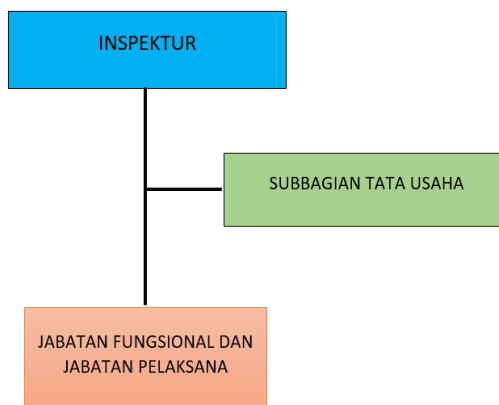 INSPEKTUR
SUBBAGIAN TATA USAHA
JABATAN FUNGSIONAL DAN
JABATAN PELAKSANA